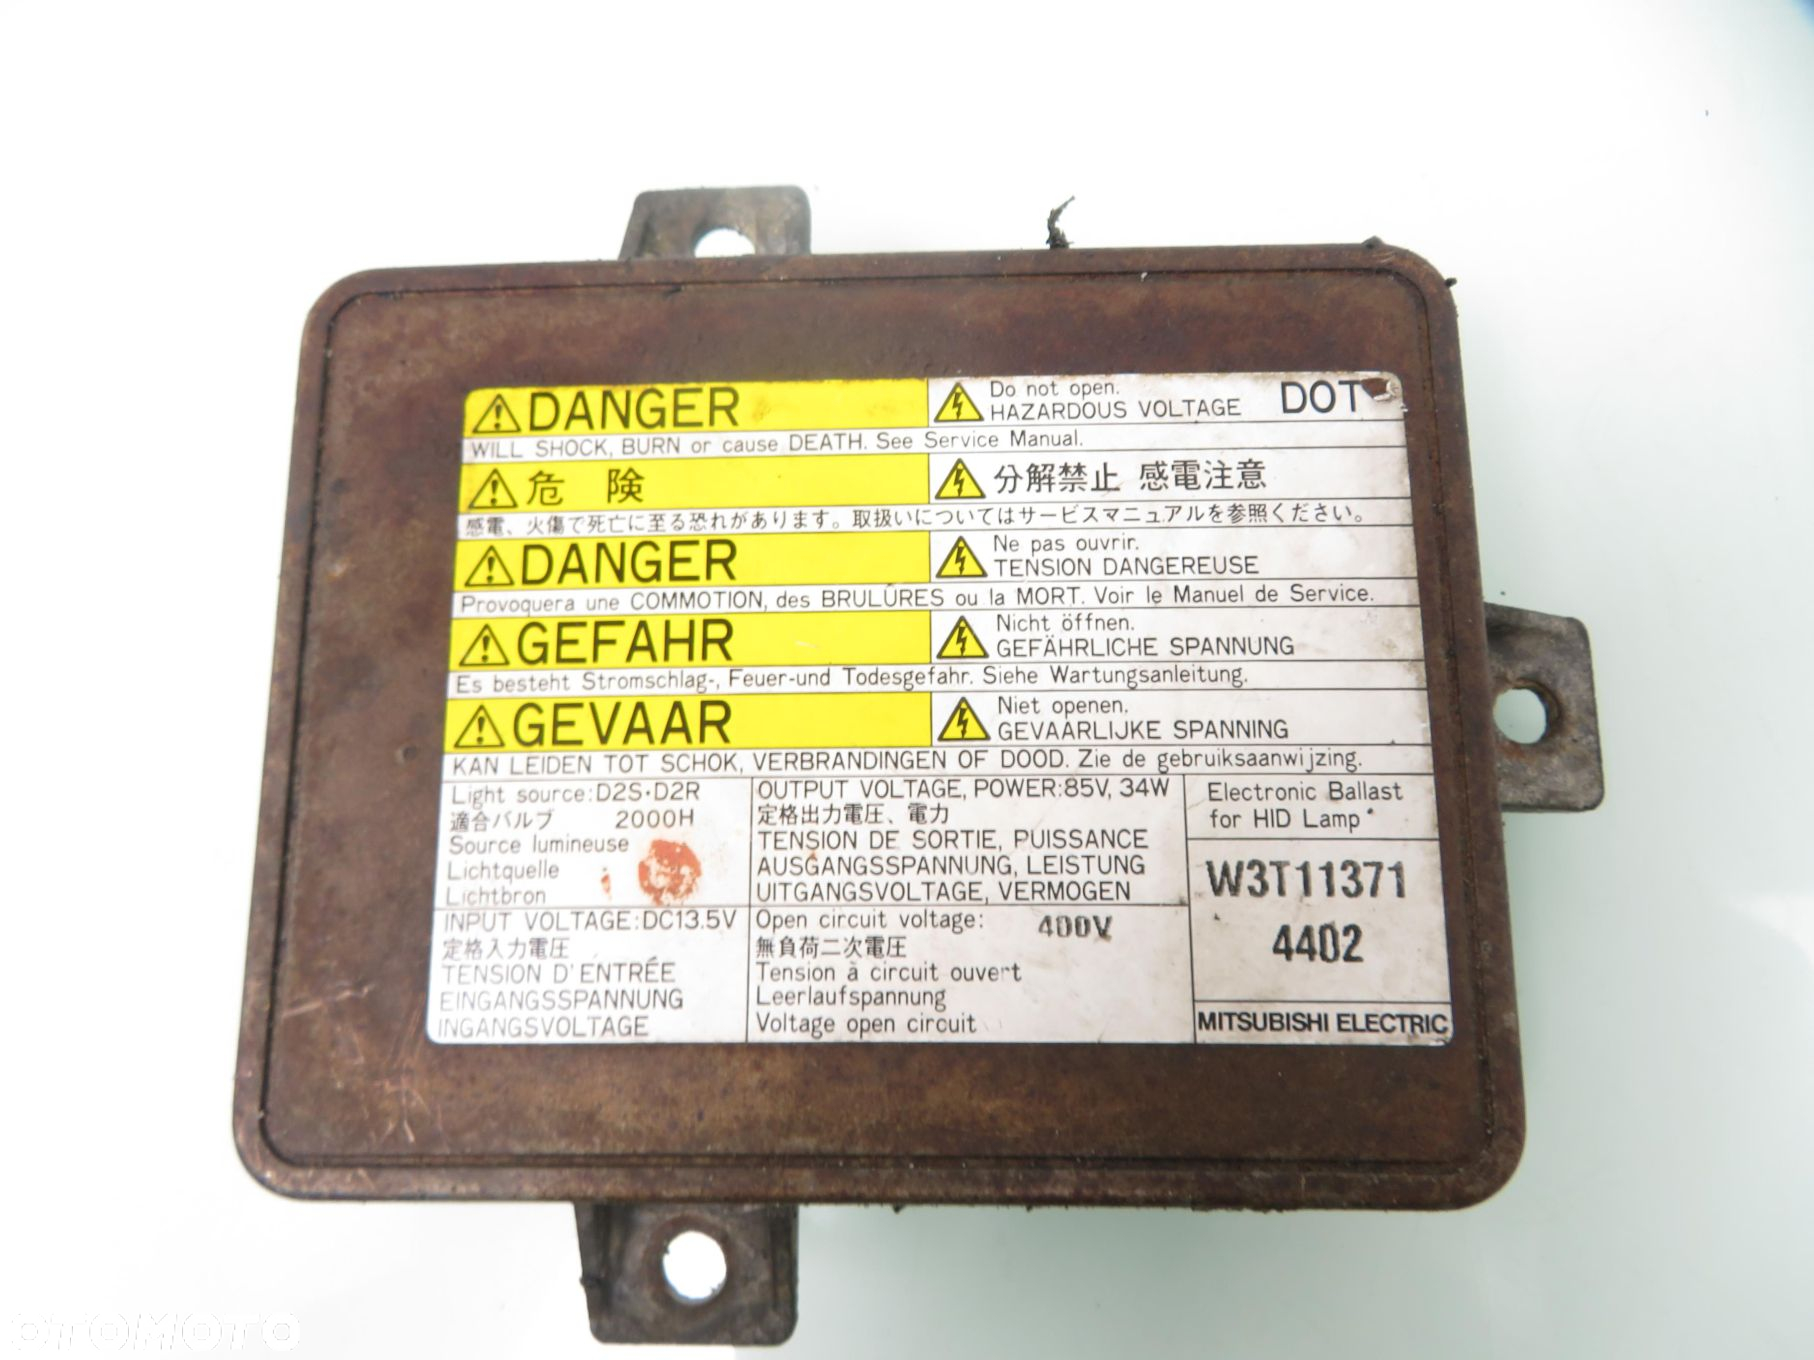 DANGER
Do not open.
HAZARDOUS VOLTAGE
DOT
WILL SHOCK, BURN or cause DEATH. See Service Manual.
危 険
分解禁止 感電注意
感電、火傷で死亡に至る恐れがあります。取扱いについてはサービスマニュアルを参照ください。
DANGER
Ne pas ouvrir.
TENSION DANGEREUSE
Provoquera une COMMOTION, des BRULÛRES ou la MORT. Voir le Manuel de Service.
GEFAHR
Nicht öffnen.
GEFÄHRLICHE SPANNUNG
Es besteht Stromschlag-, Feuer-und Todesgefahr. Siehe Wartungsanleitung.
GEVAAR
Niet openen.
GEVAARLIJKE SPANNING
KAN LEIDEN TOT SCHOK, VERBRANDINGEN OF DOOD. Zie de gebruiksaanwijzing.
Light source:D2S・D2R
適合バルブ 2000H
Source lumineuse
Lichtquelle
Lichtbron
OUTPUT VOLTAGE, POWER:85V, 34W
定格出力電圧、電力
TENSION DE SORTIE, PUISSANCE
AUSGANGSSPANNUNG, LEISTUNG
UITGANGSVOLTAGE, VERMOGEN
Electronic Ballast
for HID Lamp
W3T11371
4402
MITSUBISHI ELECTRIC
INPUT VOLTAGE:DC13.5V
定格入力電圧
TENSION D'ENTRÉE
EINGANGSSPANNUNG
INGANGSVOLTAGE
Open circuit voltage: 400V
無負荷二次電圧
Tension à circuit ouvert
Leerlaufspannung
Voltage open circuit
OTOMOTO